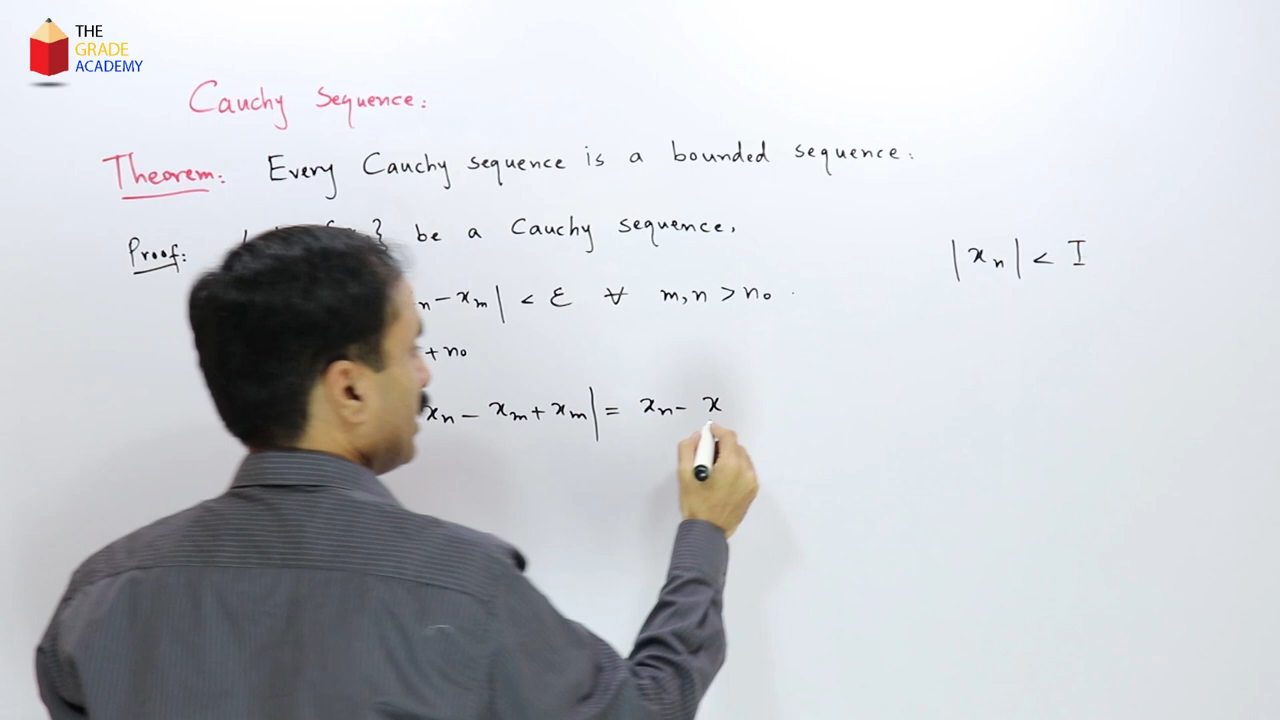 THE
GRADE
ACADEMY
Cauchy Sequence:
Theorem: Every Cauchy sequence is a bounded sequence:
Proof: be a Cauchy sequence.
n - xm| < ε ∀ m,n > n₀.
|xn| < I
+ n₀
xn - xm + xm| = xn - x